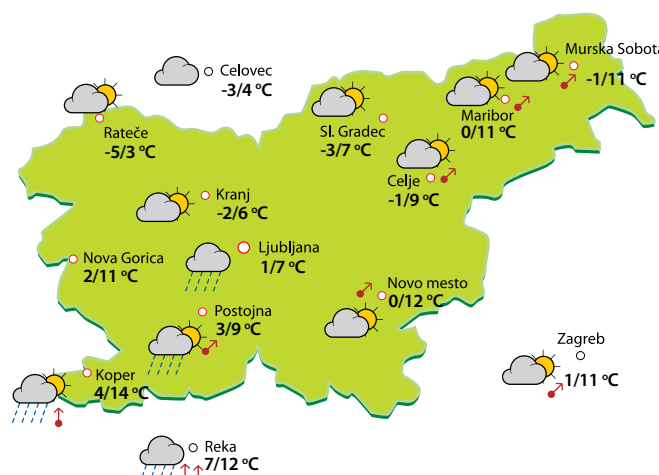 Murska Sobota
-1/11 °C
Celovec
-3/4 °C
Maribor
0/11 °C
Rateče
-5/3 °C
Sl. Gradec
-3/7 °C
Celje
-1/9 °C
Kranj
-2/6 °C
Ljubljana
1/7 °C
Nova Gorica
2/11 °C
Novo mesto
0/12 °C
Postojna
3/9 °C
Zagreb
1/11 °C
Koper
4/14 °C
Reka
7/12 °C